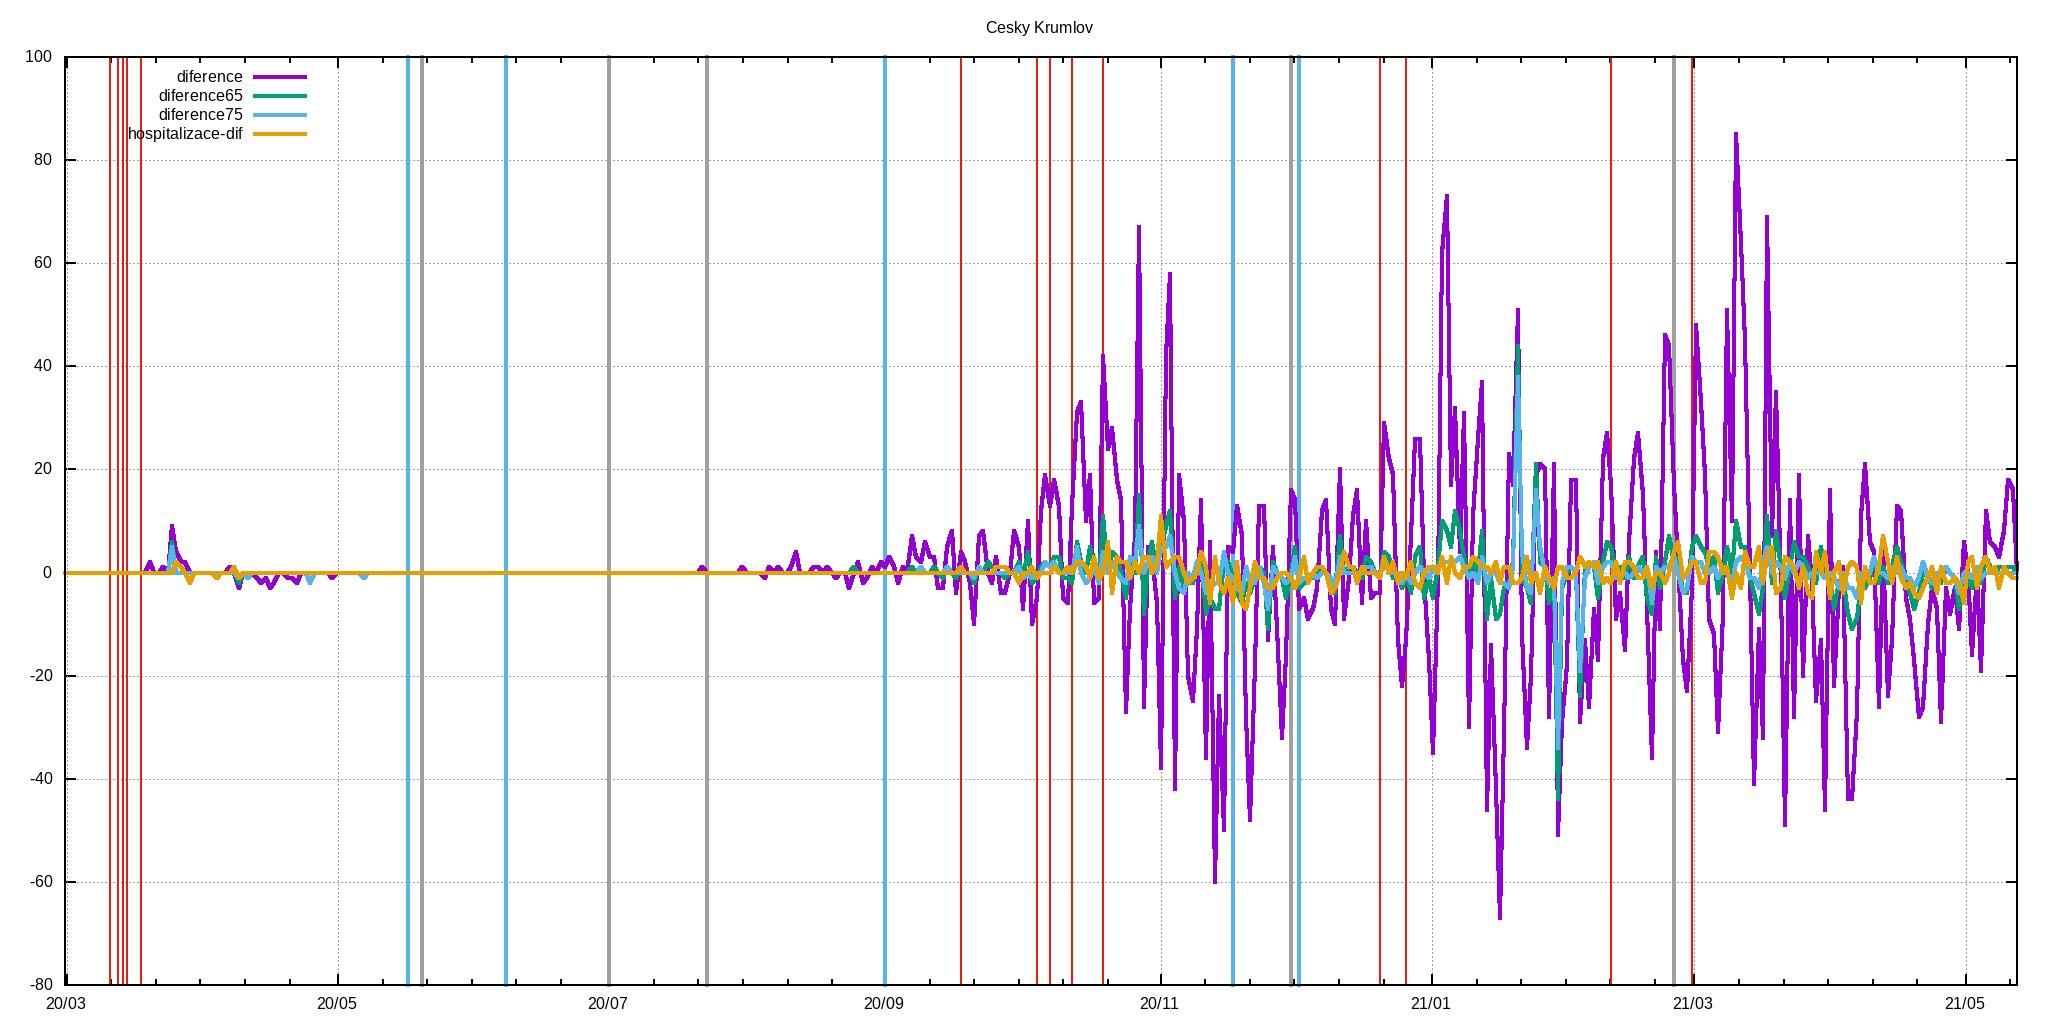 Cesky Krumlov
100
diference
diference65
diference75
hospitalizace-dif
80
60
40
20
0
-20
-40
-60
-80
20/03 20/05 20/07 20/09 20/11 21/01 21/03 21/05